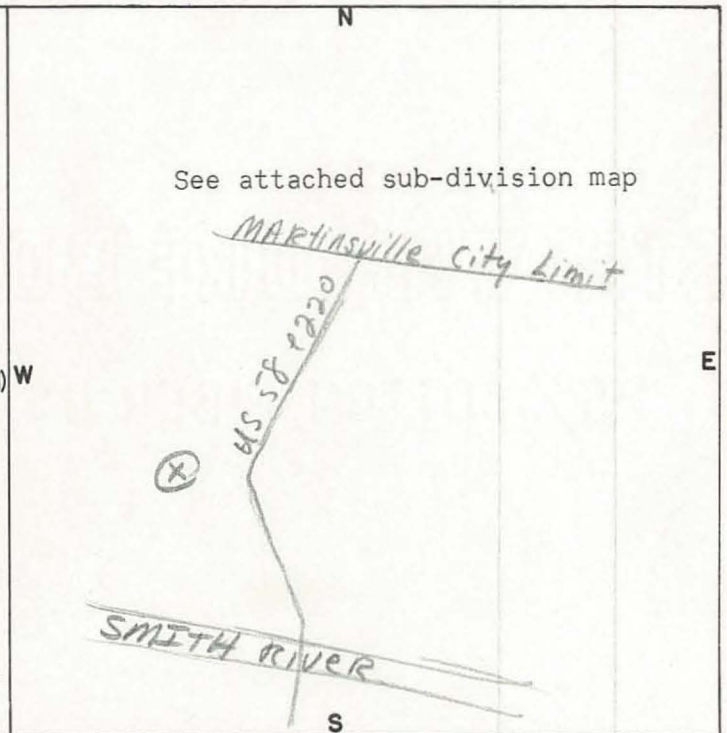 N
See attached sub-division map
MARtinsville City Limit
US 58 & 220
) W
E
X
SMITH RIVER
S